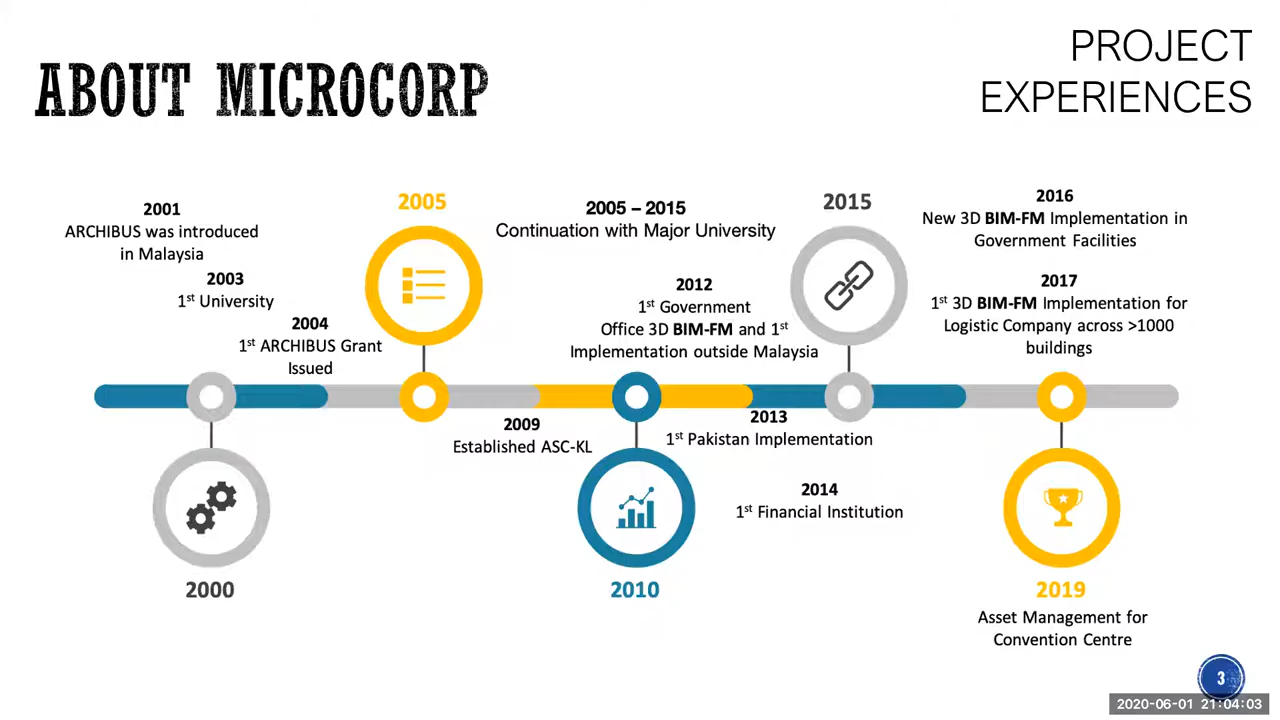 ABOUT MICROCORP
PROJECT
EXPERIENCES
2001
ARCHIBUS was introduced
in Malaysia
2003
1st University
2004
1st ARCHIBUS Grant
Issued
2005
2005 – 2015
Continuation with Major University
2012
1st Government
Office 3D BIM-FM and 1st
Implementation outside Malaysia
2015
2016
New 3D BIM-FM Implementation in
Government Facilities
2017
1st 3D BIM-FM Implementation for
Logistic Company across >1000
buildings
2009
Established ASC-KL
2013
1st Pakistan Implementation
2014
1st Financial Institution
2000
2010
2019
Asset Management for
Convention Centre
3
2020-06-01 21:04:03